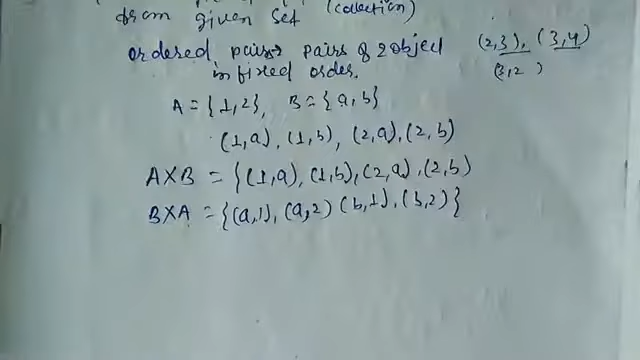 from given set (collection)
ordered pairs → pairs of 2 object
in fixed order.
(2,3), (3,4)
(3,2)
A = {1,2}, B = {a,b}
(1,a), (1,b), (2,a), (2,b)
A×B = {(1,a), (1,b), (2,a), (2,b)
B×A = {(a,1), (a,2) (b,1), (b,2)}